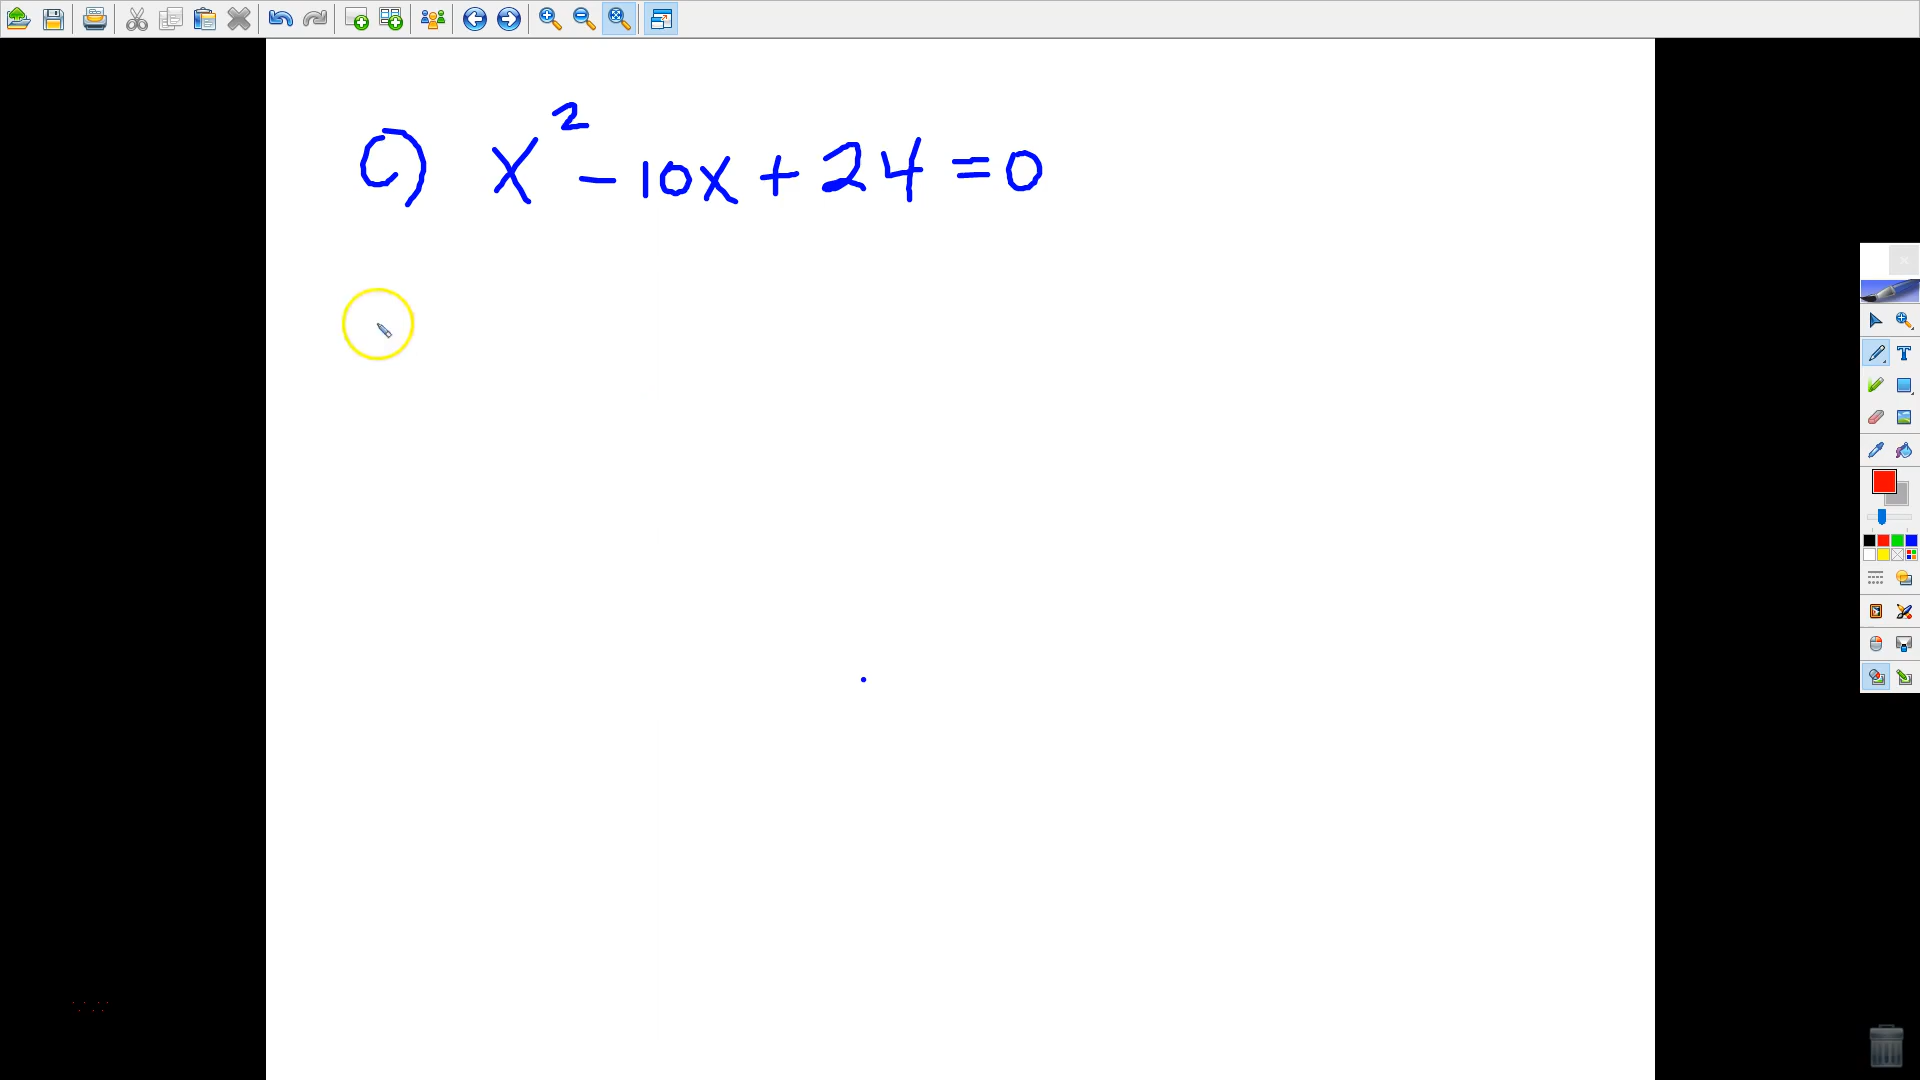 c) x² - 10x + 24 = 0